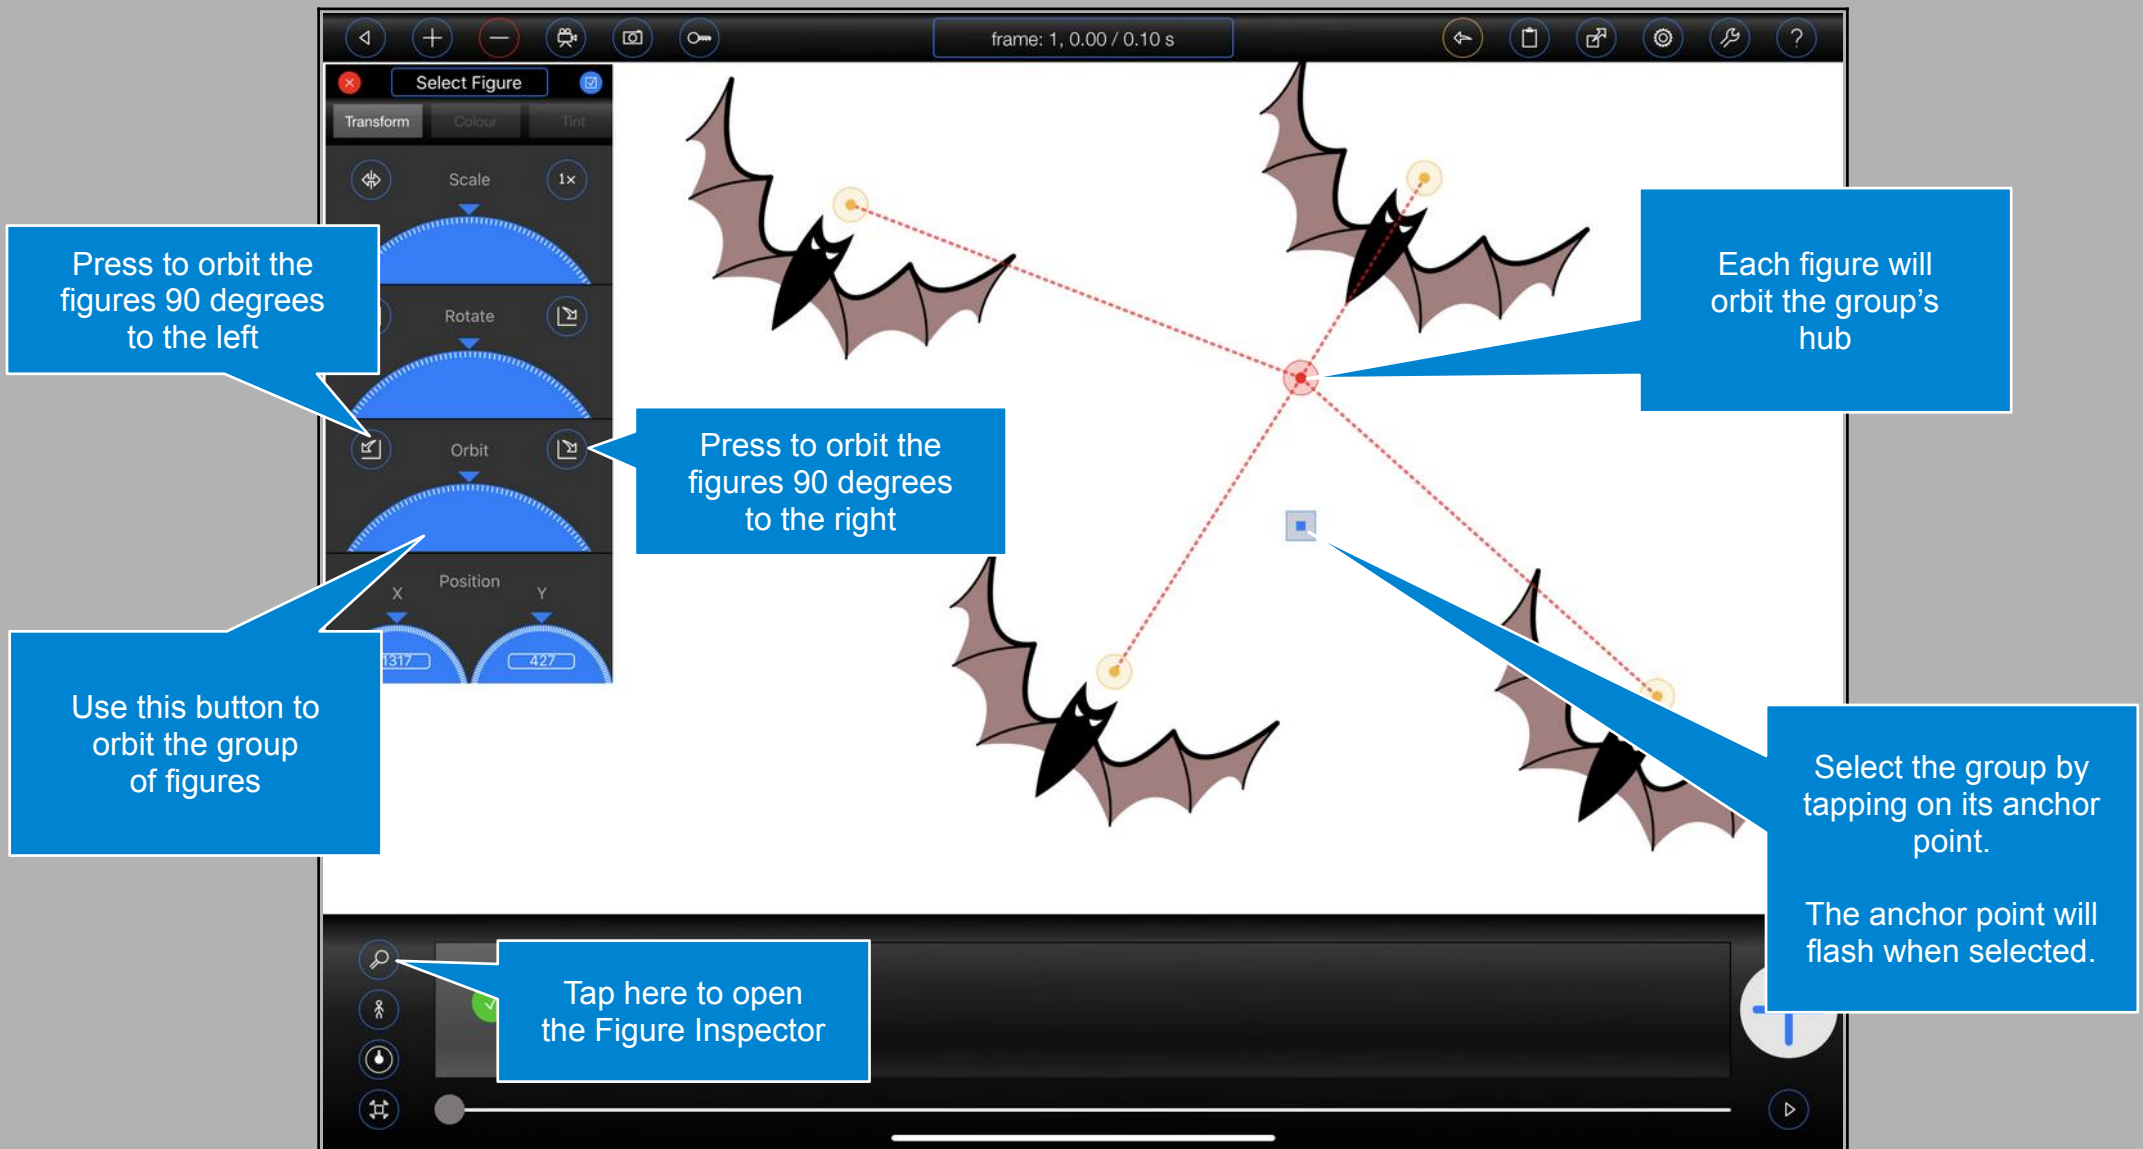 frame: 1, 0.00 / 0.10 s
?
Select Figure
Transform
Colour
Tint
Scale
1×
Rotate
Orbit
Position
X
Y
1317
427
Press to orbit the
figures 90 degrees
to the left
Press to orbit the
figures 90 degrees
to the right
Each figure will
orbit the group’s
hub
Use this button to
orbit the group
of figures
Select the group by
tapping on its anchor
point.
The anchor point will
flash when selected.
Tap here to open
the Figure Inspector